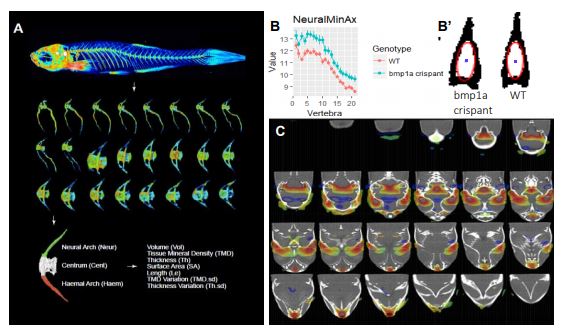 A
Neural Arch (Neur)
Centrum (Cent)
Haemal Arch (Haem)
Volume (Vol)
Tissue Mineral Density (TMD)
Thickness (Th)
Surface Area (SA)
Length (Le)
TMD Variation (TMD.sd)
Thickness Variation (Th.sd)
B
NeuralMinAx
Value
13
12
11
10
9
0
5
10
15
20
Vertebra
Genotype
WT
bmp1a crispant
B'
'
bmp1a
crispant
WT
C